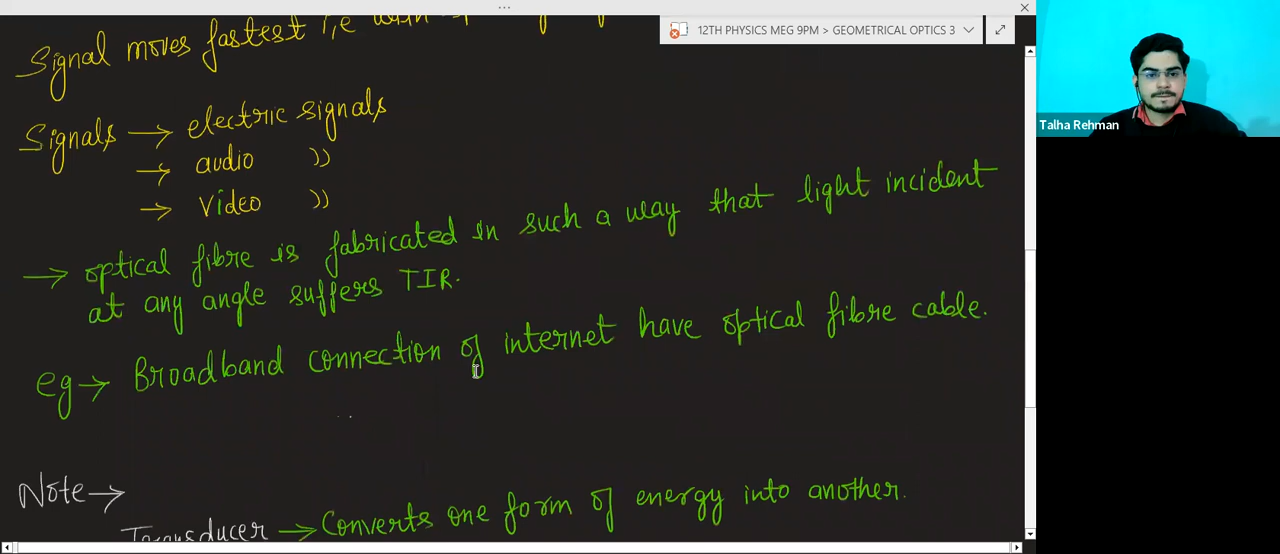 12TH PHYSICS MEG 9PM > GEOMETRICAL OPTICS 3
Signal moves fastest i,e with
Signals → electric signals
→ audio ))
→ Video ))
→ optical fibre is fabricated in such a way that light incident
at any angle suffers TIR.
eg → Broadband connection of internet have optical fibre cable.
Note →
Transducer → Converts one form of energy into another.
Talha Rehman